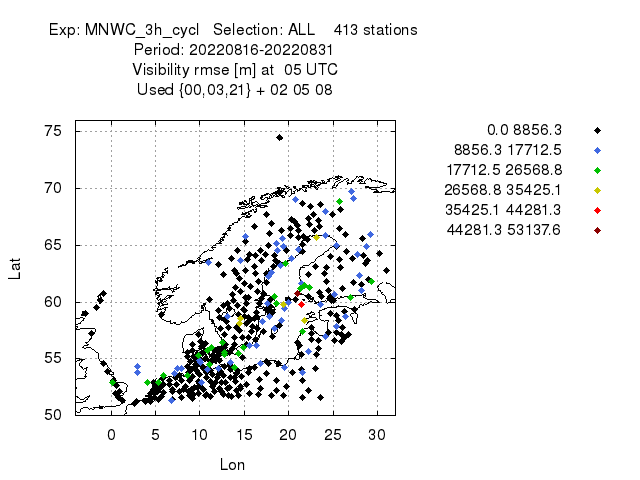 Exp: MNWC_3h_cycl Selection: ALL 413 stations
Period: 20220816-20220831
Visibility rmse [m] at 05 UTC
Used {00,03,21} + 02 05 08
0.0 8856.3
8856.3 17712.5
17712.5 26568.8
26568.8 35425.1
35425.1 44281.3
44281.3 53137.6
75
70
65
60
55
50
Lat
0 5 10 15 20 25 30
Lon